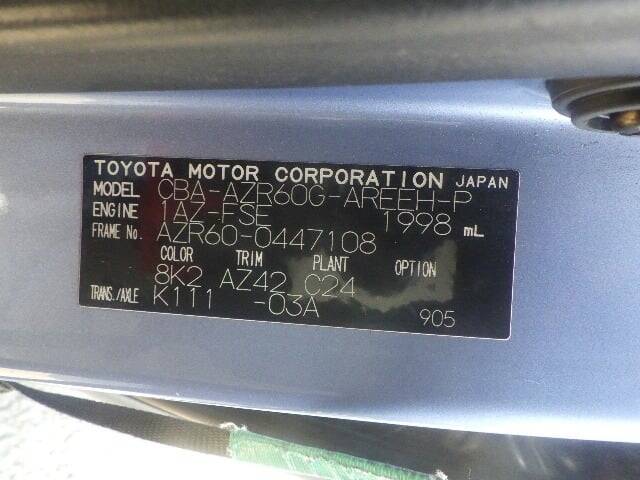 TOYOTA MOTOR CORPORATION JAPAN
MODEL CBA-AZR60G-AREEH-P
ENGINE 1AZ-FSE 1998 mL
FRAME No. AZR60-0447108
COLOR TRIM PLANT OPTION
8K2 AZ42 C24
TRANS./AXLE K111 -03A
905